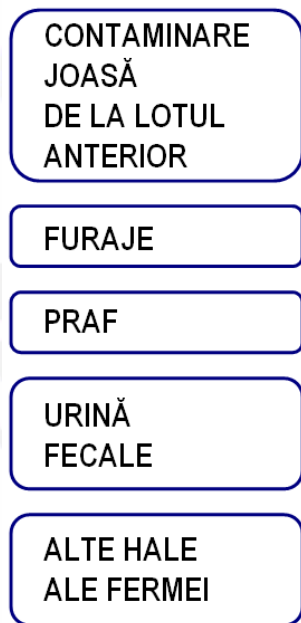 CONTAMINARE
JOASĂ
DE LA LOTUL
ANTERIOR
FURAJE
PRAF
URINĂ
FECALE
ALTE HALE
ALE FERMEI